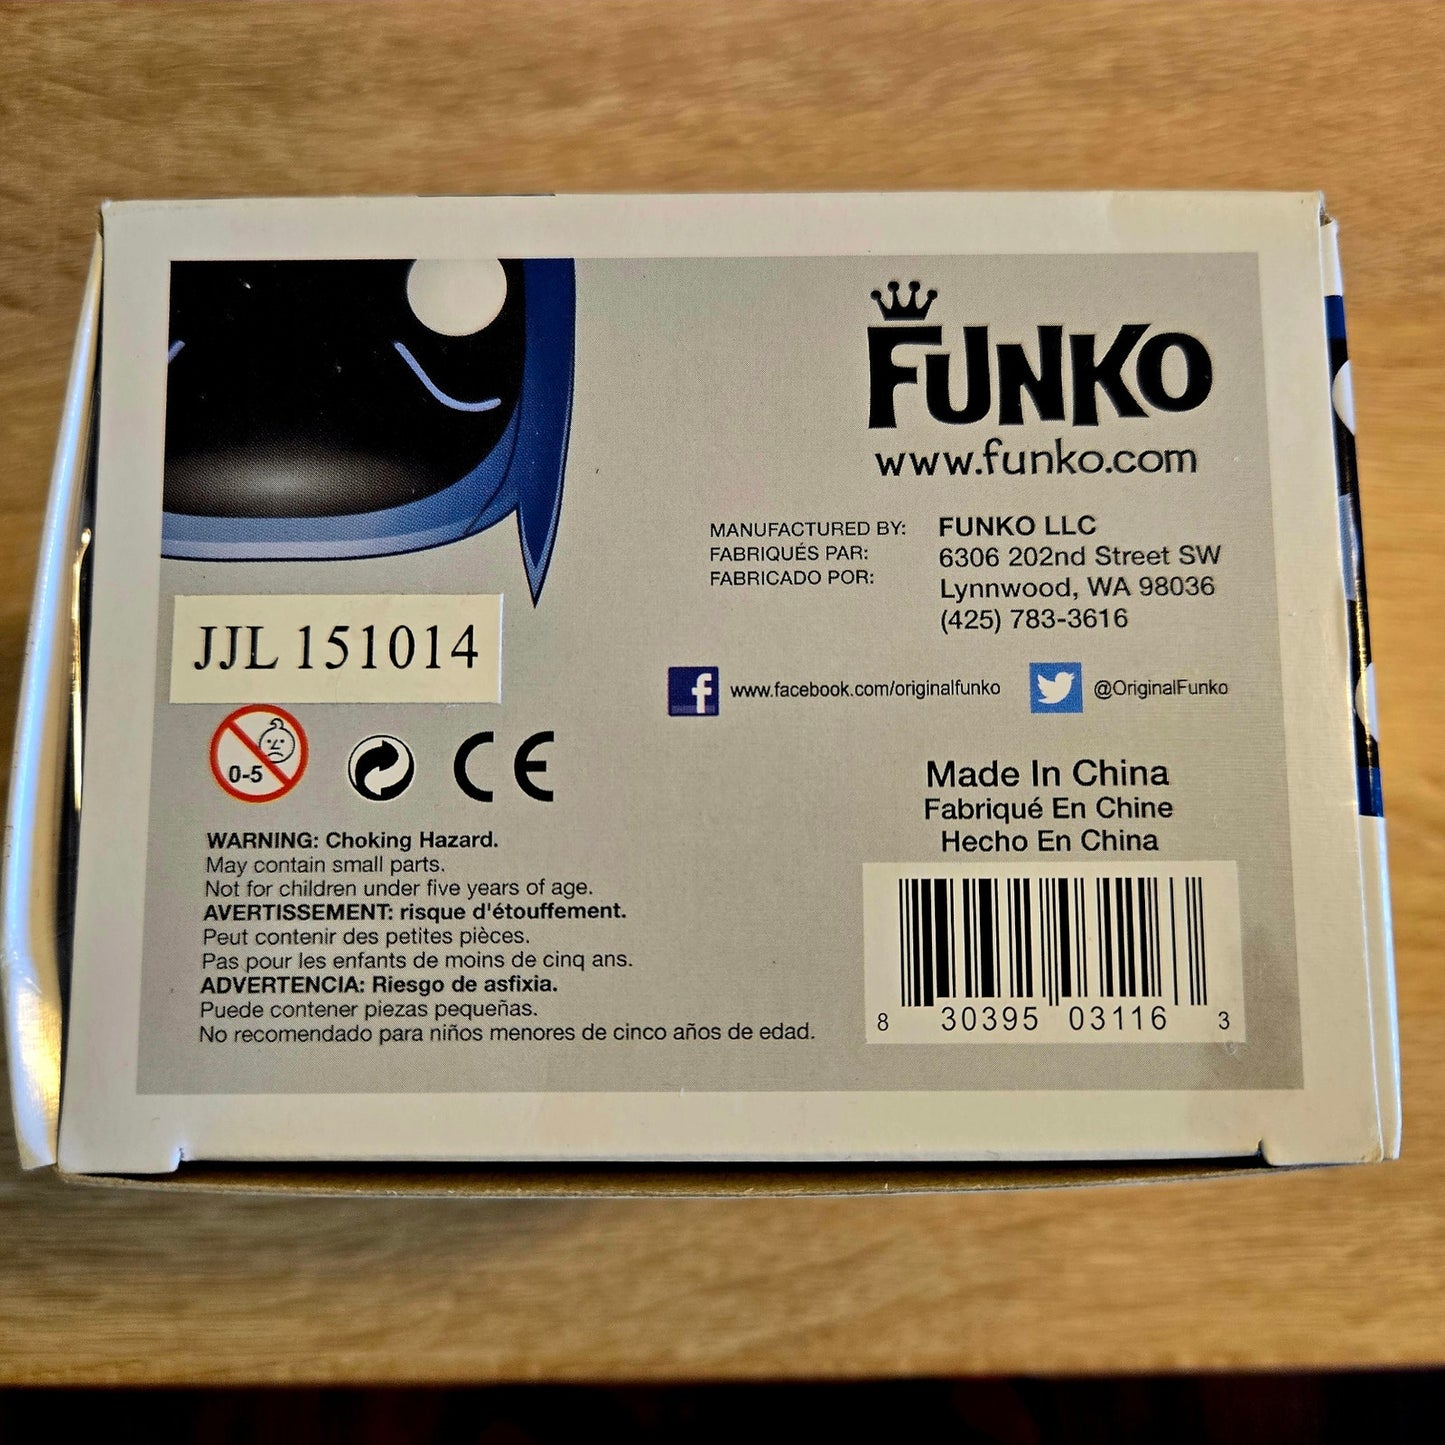 FUNKO
www.funko.com
MANUFACTURED BY: FUNKO LLC
FABRIQUÉS PAR: 6306 202nd Street SW
FABRICADO POR: Lynnwood, WA 98036
(425) 783-3616
JJL 151014
www.facebook.com/originalfunko @OriginalFunko
0-5
CE
Made In China
Fabriqué En Chine
Hecho En China
WARNING: Choking Hazard.
May contain small parts.
Not for children under five years of age.
AVERTISSEMENT: risque d'étouffement.
Peut contenir des petites pièces.
Pas pour les enfants de moins de cinq ans.
ADVERTENCIA: Riesgo de asfixia.
Puede contener piezas pequeñas.
No recomendado para niños menores de cinco años de edad.
8 30395 03116 3